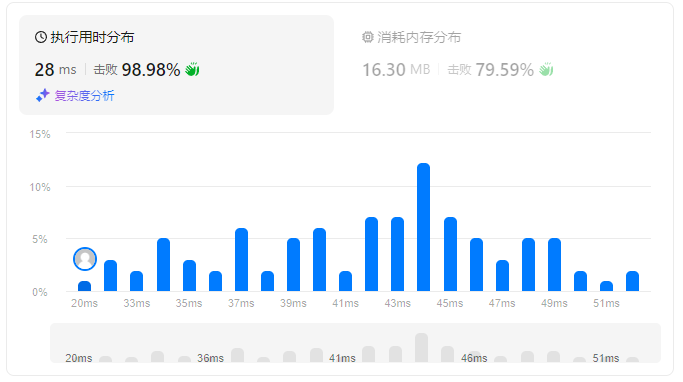 执行用时分布
28 ms 击败 98.98%
复杂度分析
消耗内存分布
16.30 MB 击败 79.59%
15%
10%
5%
0%
20ms 33ms 35ms 37ms 39ms 41ms 43ms 45ms 47ms 49ms 51ms
20ms 36ms 41ms 46ms 51ms